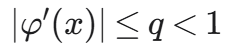 |φ′(x)| ≤ q < 1